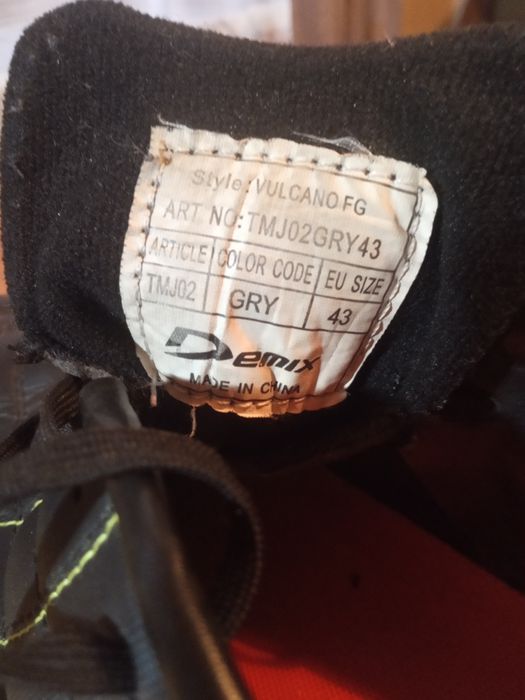 Style:VULCANO FG
ART NO:TMJ02GRY43
ARTICLE COLOR CODE EU SIZE
TMJ02 GRY 43
Demix
MADE IN CHINA